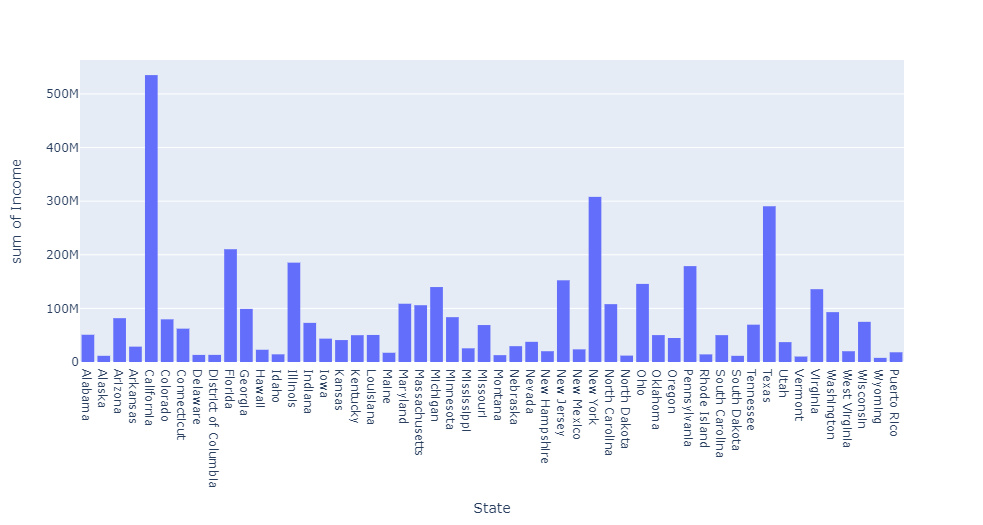 500M
400M
300M
200M
100M
0
sum of Income
Alabama
Alaska
Arizona
Arkansas
California
Colorado
Connecticut
Delaware
District of Columbia
Florida
Georgia
Hawaii
Idaho
Illinois
Indiana
Iowa
Kansas
Kentucky
Louisiana
Maine
Maryland
Massachusetts
Michigan
Minnesota
Mississippi
Missouri
Montana
Nebraska
Nevada
New Hampshire
New Jersey
New Mexico
New York
North Carolina
North Dakota
Ohio
Oklahoma
Oregon
Pennsylvania
Rhode Island
South Carolina
South Dakota
Tennessee
Texas
Utah
Vermont
Virginia
Washington
West Virginia
Wisconsin
Wyoming
Puerto Rico
State